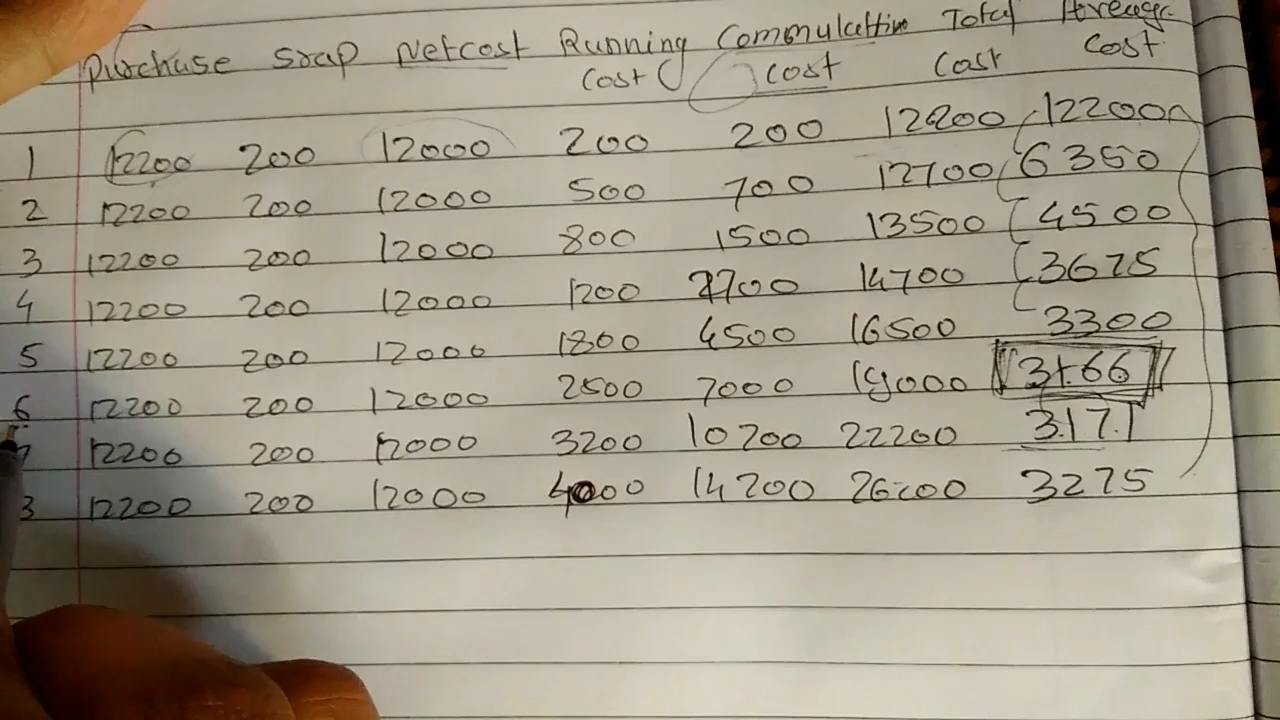 Purchase Srap Netcost Running Commulattive Total Average
Cost cost Cost Cost
1 12200 200 12000 200 200 12200 12200
2 12200 200 12000 500 700 12700 6350
3 12200 200 12000 800 1500 13500 4500
4 12200 200 12000 1200 2700 14700 3675
5 12200 200 12000 1800 4500 16500 3300
6 12200 200 12000 2500 7000 19000 3166
7 12200 200 12000 3200 10200 22200 3171
12200 200 12000 4000 14200 26200 3275